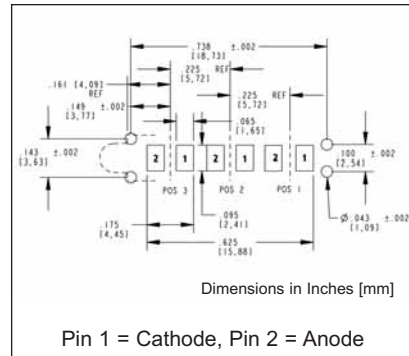 .738 ±.002
[18,73]
.225 REF
[5,72]
.161 [4,09]
REF
.149 ±.002
[3,77]
.225 REF
[5,72]
.065
[1,65]
.143 ±.002
[3,63]
2 1 2 1 2 1
.100 ±.002
[2,54]
POS 3 POS 2 POS 1
.175
[4,45]
.095
[2,41]
Ø.043 ±.002
[1,09]
.625
[15,88]
Dimensions in Inches [mm]
Pin 1 = Cathode, Pin 2 = Anode